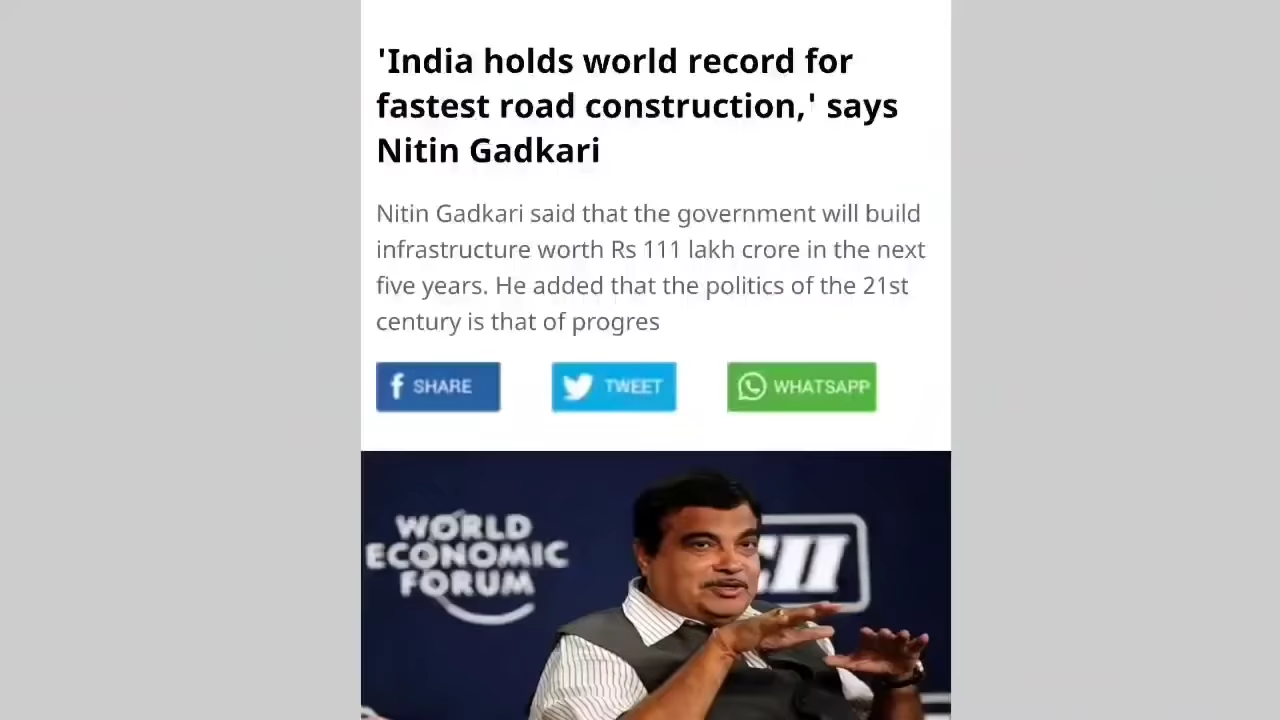 'India holds world record for
fastest road construction,' says
Nitin Gadkari
Nitin Gadkari said that the government will build
infrastructure worth Rs 111 lakh crore in the next
five years. He added that the politics of the 21st
century is that of progres
SHARE
TWEET
WHATSAPP
WORLD
ECONOMIC
FORUM
CII